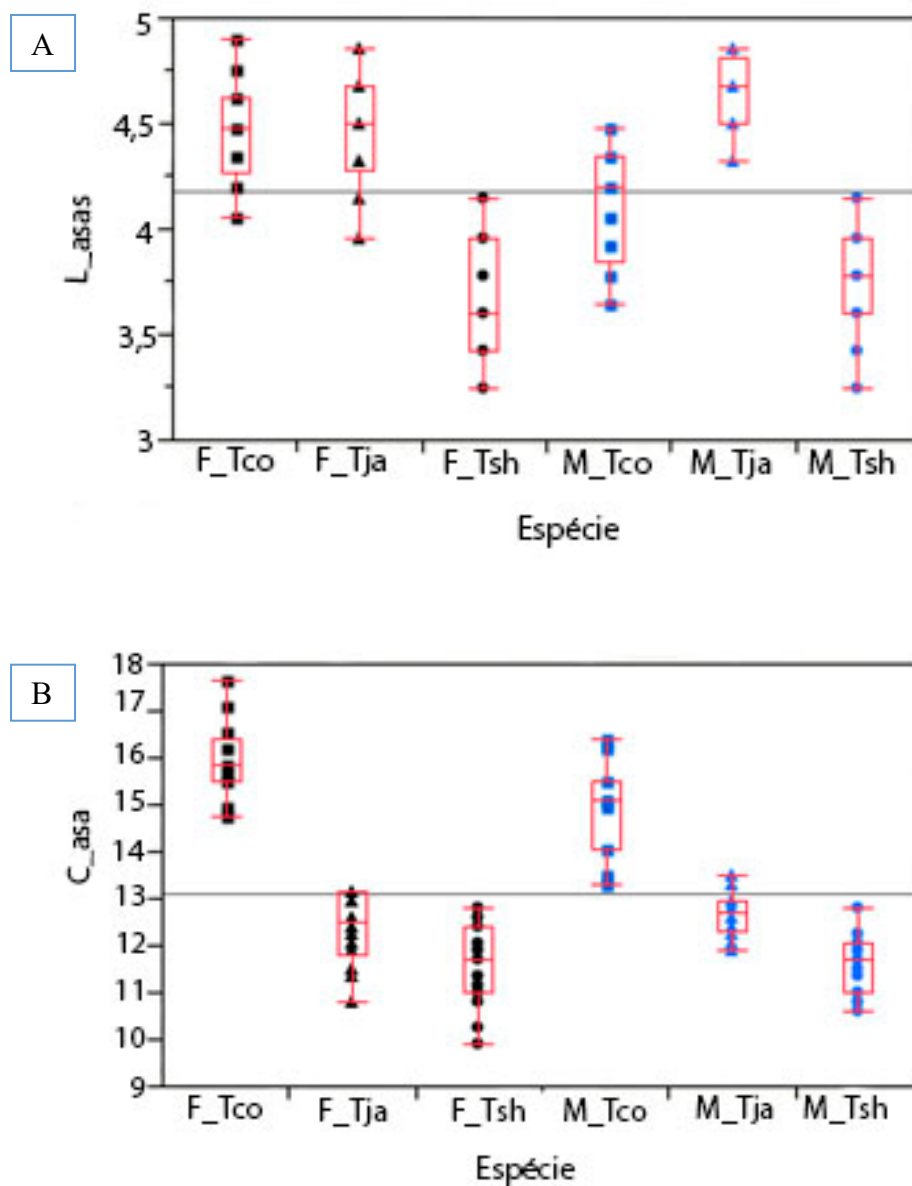 A
5
4,5
4
3,5
3
L_asas
F_Tco F_Tja F_Tsh M_Tco M_Tja M_Tsh
Espécie
B
18
17
16
15
14
13
12
11
10
9
C_asa
F_Tco F_Tja F_Tsh M_Tco M_Tja M_Tsh
Espécie